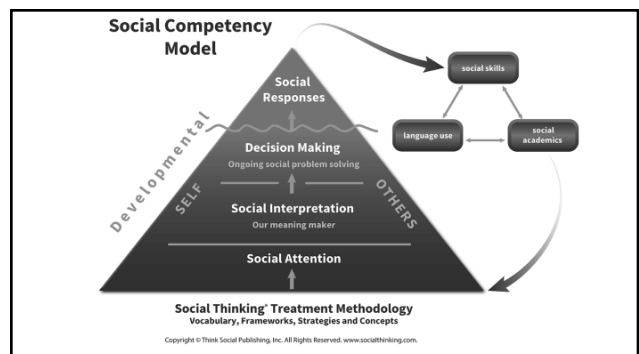 Social Competency
Model
Social
Responses
Decision Making
Ongoing social problem solving
Social Interpretation
Our meaning maker
Social Attention
Developmental
SELF
OTHERS
social skills
language use
social
academics
Social Thinking® Treatment Methodology
Vocabulary, Frameworks, Strategies and Concepts
Copyright © Think Social Publishing, Inc. All Rights Reserved. www.socialthinking.com.